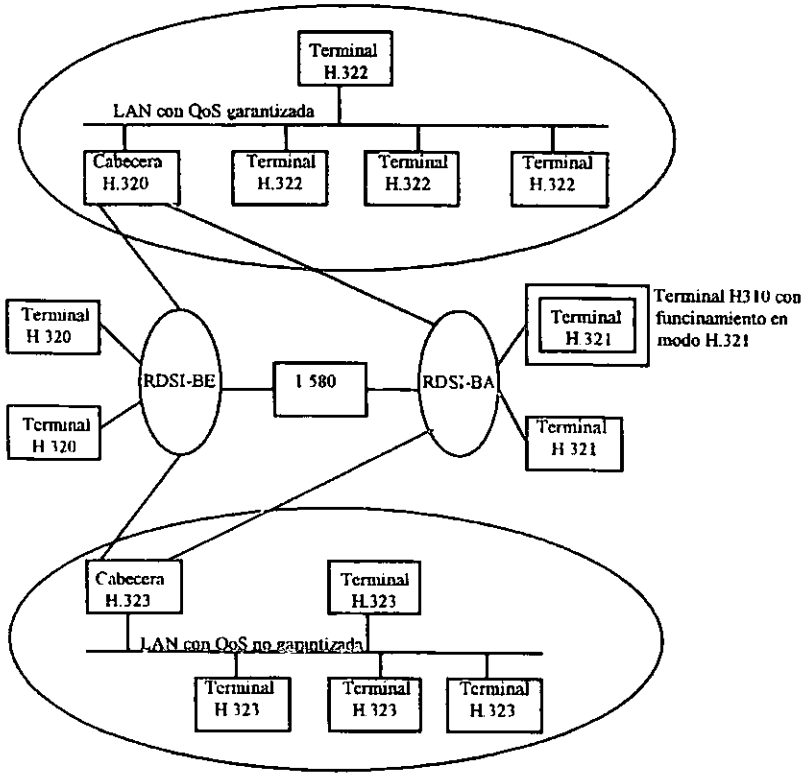 Terminal
H.322
LAN con QoS garantizada
Cabecera
H.320
Terminal
H.322
Terminal
H.322
Terminal
H.322
Terminal
H 320
Terminal
H 320
RDSI-BE
I 580
RDSI-BA
Terminal
H.321
Terminal H310 con
funcinamiento en
modo H.321
Terminal
H 321
Cabecera
H.323
Terminal
H.323
LAN con QoS no garantizada
Terminal
H 323
Terminal
H.323
Terminal
H.323